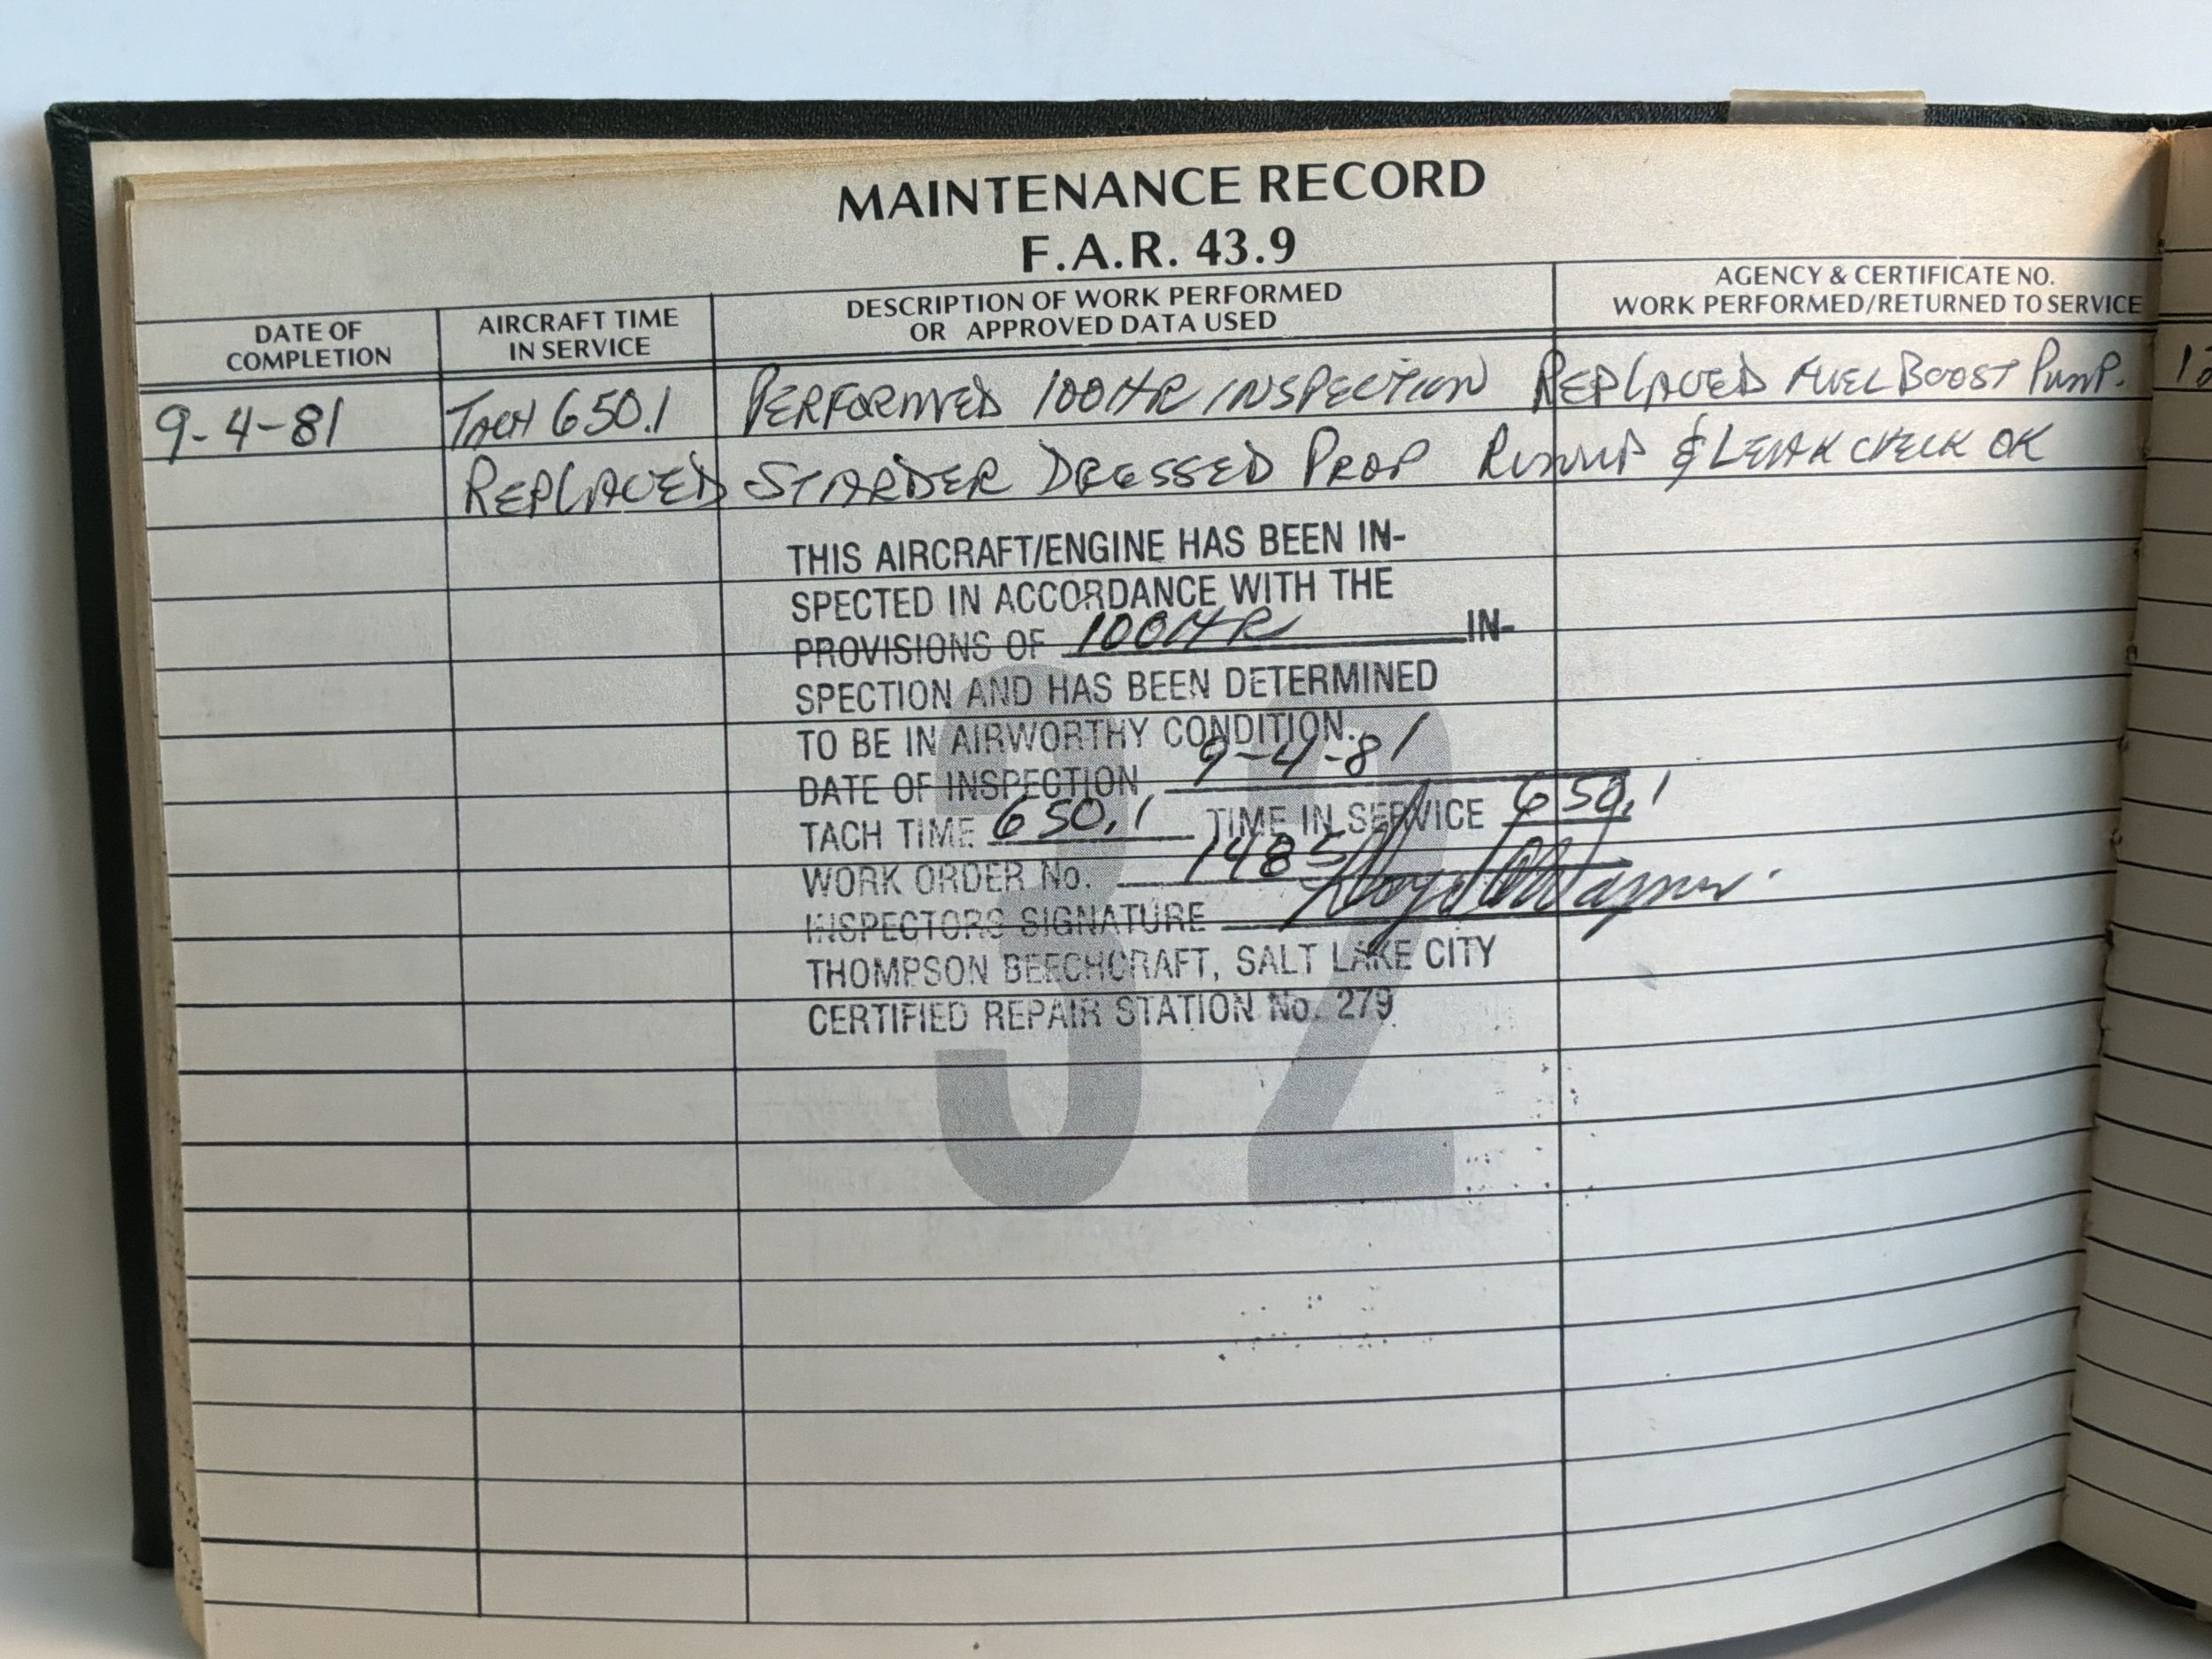 MAINTENANCE RECORD
F.A.R. 43.9
DATE OF COMPLETION
AIRCRAFT TIME IN SERVICE
DESCRIPTION OF WORK PERFORMED OR APPROVED DATA USED
AGENCY & CERTIFICATE NO. WORK PERFORMED/RETURNED TO SERVICE
9-4-81 TACH 650.1 PERFORMED 100HR INSPECTION REPLACED FUEL BOOST PUMP.
REPLACED STARDER DRESSED PROP RUNUP & LEAK CHECK OK
THIS AIRCRAFT/ENGINE HAS BEEN IN-
SPECTED IN ACCORDANCE WITH THE
PROVISIONS OF 100HR IN-
SPECTION AND HAS BEEN DETERMINED
TO BE IN AIRWORTHY CONDITION.
DATE OF INSPECTION 9-4-81
TACH TIME 650.1 TIME IN SERVICE 650.1
WORK ORDER No. 1485
INSPECTORS SIGNATURE
THOMPSON BEECHCRAFT, SALT LAKE CITY
CERTIFIED REPAIR STATION No. 279
32